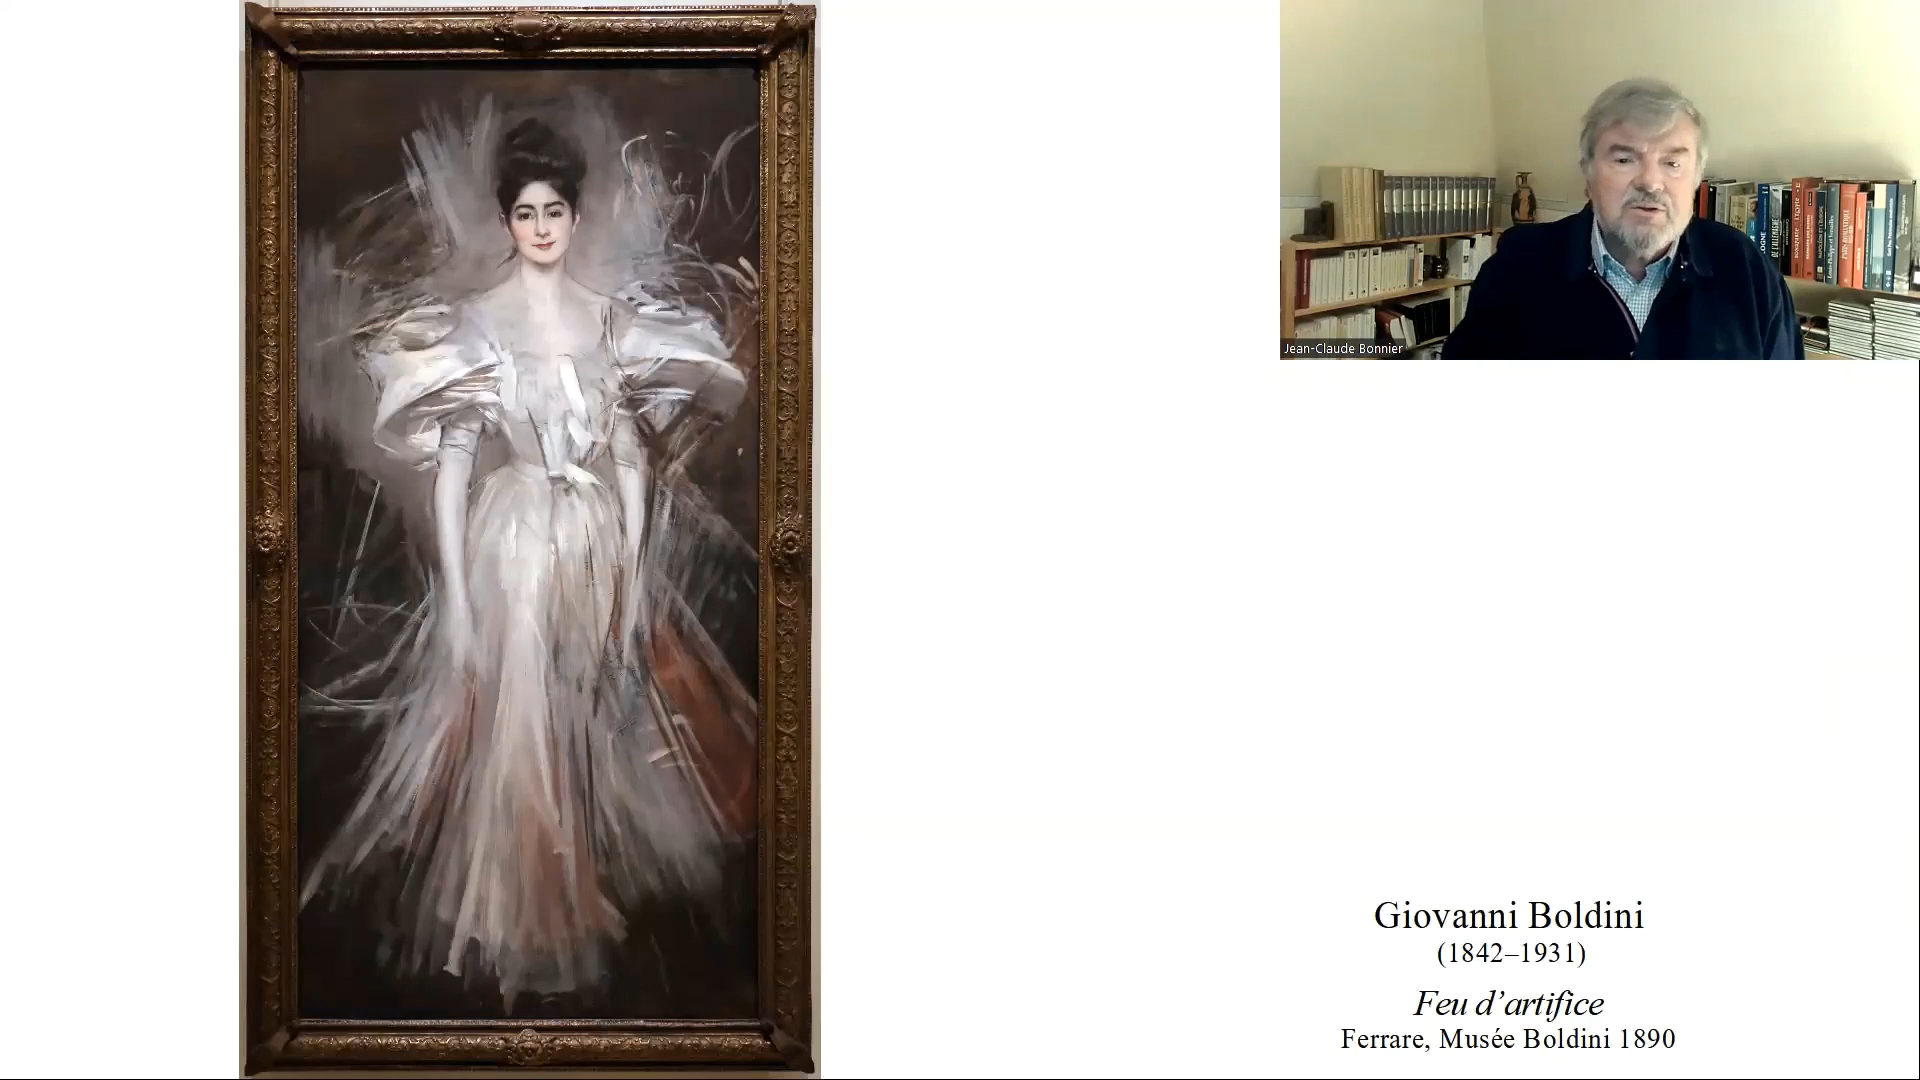 Jean-Claude Bonnier
Giovanni Boldini
(1842–1931)
Feu d’artifice
Ferrare, Musée Boldini 1890